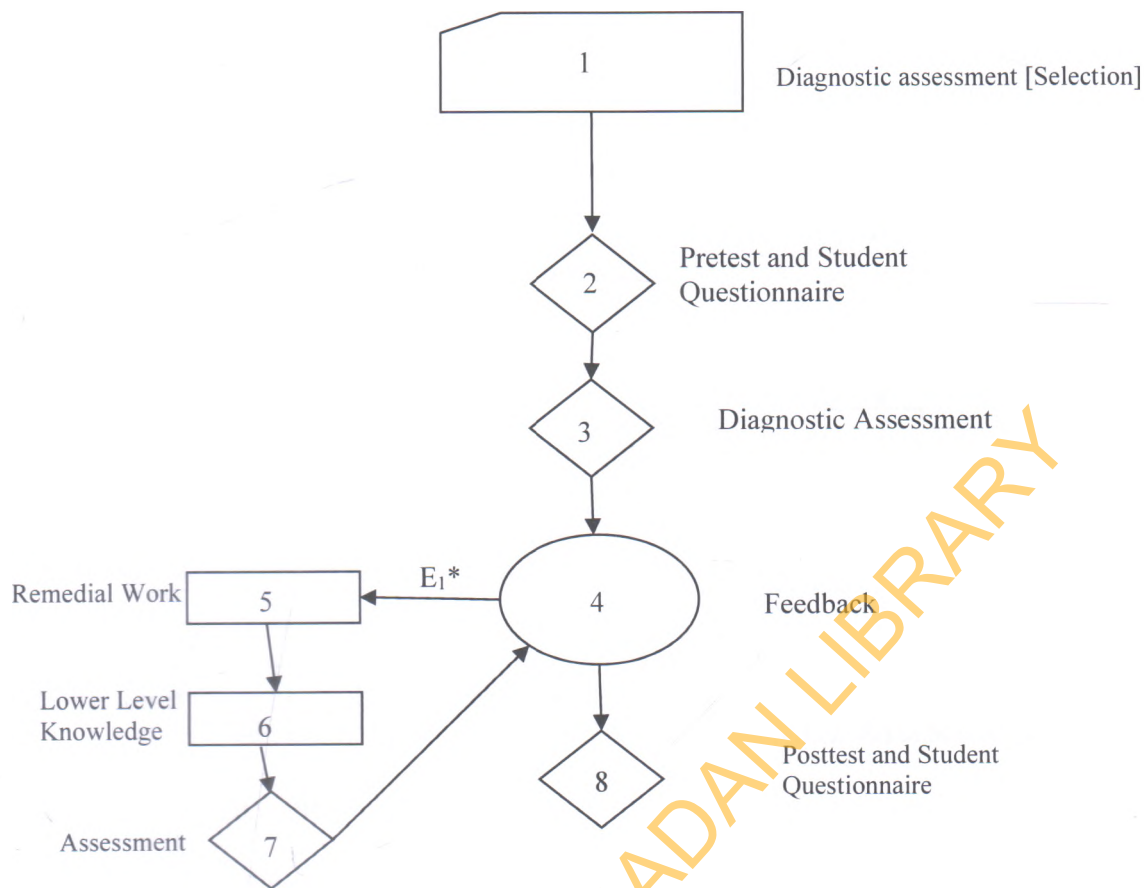 1
Diagnostic assessment [Selection]
2
Pretest and Student
Questionnaire
3
Diagnostic Assessment
4
Feedback
E₁*
Remedial Work
5
Lower Level
Knowledge
6
Assessment
7
8
Posttest and Student
Questionnaire
ADAN LIBRARY